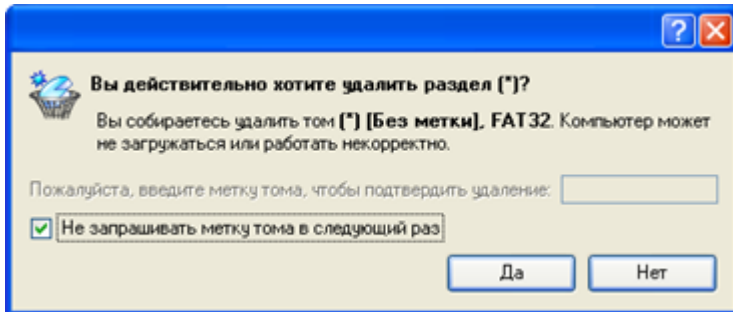 Вы действительно хотите удалить раздел (*)?
Вы собираетесь удалить том (*) [Без метки], FAT32. Компьютер может
не загружаться или работать некорректно.
Пожалуйста, введите метку тома, чтобы подтвердить удаление:
Не запрашивать метку тома в следующий раз
Да Нет